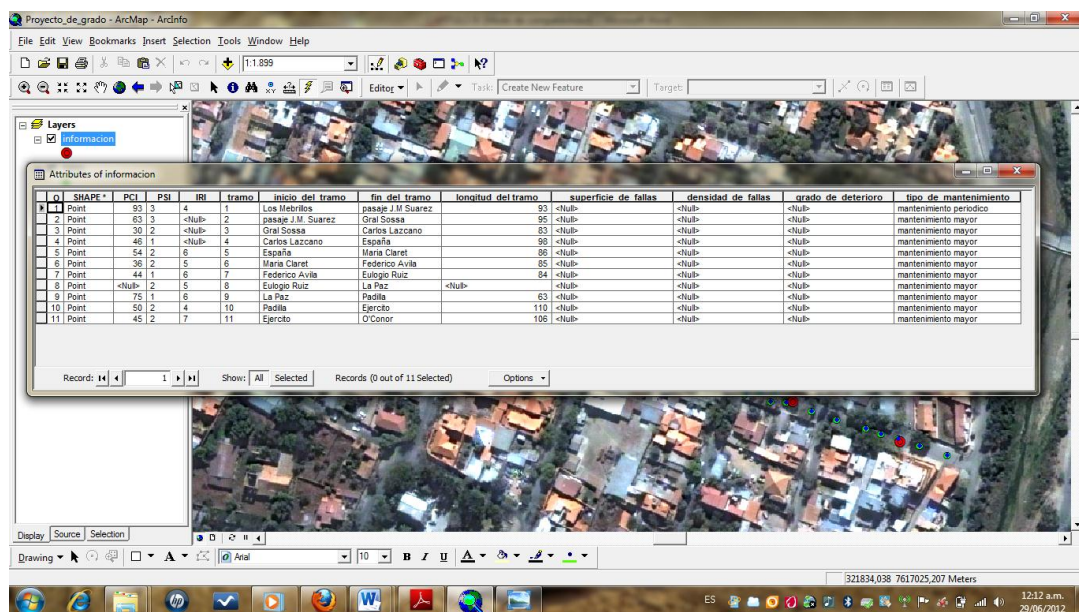 Proyecto_de_grado - ArcMap - ArcInfo
File Edit View Bookmarks Insert Selection Tools Window Help
1:1.899
Editor Task: Create New Feature Target:
Layers
informacion
Attributes of informacion
SHAPE * PCI PSI IRI tramo inicio del tramo fin del tramo longitud del tramo superficie de fallas densidad de fallas grado de deterioro tipo de mantenimiento
1 Point 93 3 4 1 Los Mebrillos pasaje J.M Suarez 93 <Null> <Null> <Null> mantenimiento periodico
2 Point 63 3 <Null> 2 pasaje J.M. Suarez Gral Sossa 95 <Null> <Null> <Null> mantenimiento mayor
3 Point 30 2 <Null> 3 Gral Sossa Carlos Lazcano 83 <Null> <Null> <Null> mantenimiento mayor
4 Point 46 1 <Null> 4 Carlos Lazcano España 98 <Null> <Null> <Null> mantenimiento mayor
5 Point 54 2 6 5 España Maria Claret 86 <Null> <Null> <Null> mantenimiento mayor
6 Point 36 2 5 6 Maria Claret Federico Avila 85 <Null> <Null> <Null> mantenimiento mayor
7 Point 44 1 6 7 Federico Avila Eulogio Ruiz 84 <Null> <Null> <Null> mantenimiento mayor
8 Point <Null> 2 5 8 Eulogio Ruiz La Paz <Null> <Null> <Null> <Null> mantenimiento mayor
9 Point 75 1 6 9 La Paz Padilla 63 <Null> <Null> <Null> mantenimiento mayor
10 Point 50 2 4 10 Padilla Ejercito 110 <Null> <Null> <Null> mantenimiento mayor
11 Point 45 2 7 11 Ejercito O'Conor 106 <Null> <Null> <Null> mantenimiento mayor
Record: 1 Show: All Selected Records (0 out of 11 Selected) Options
Display Source Selection
Drawing A Arial 10 B I U A
321834,038 7617025,207 Meters
ES 12:12 a.m.
29/06/2012